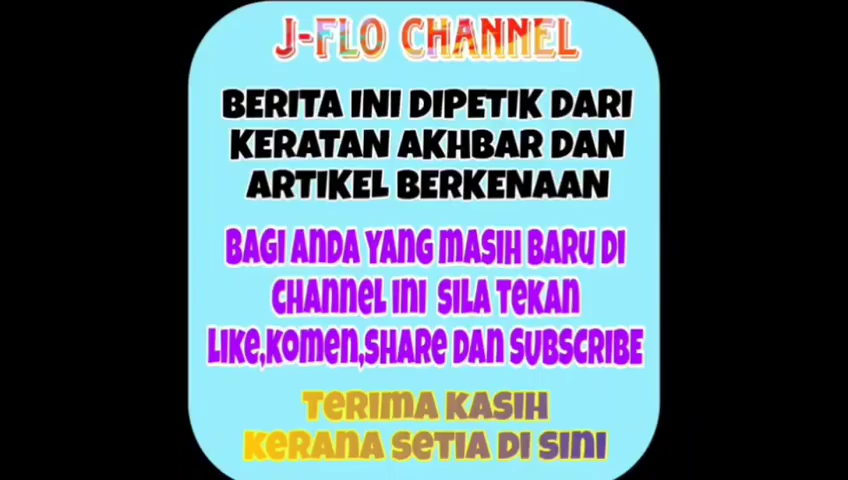 J-FLO CHANNEL
BERITA INI DIPETIK DARI
KERATAN AKHBAR DAN
ARTIKEL BERKENAAN
BAGI ANDA YANG MASIH BARU DI
CHANNEL INI SILA TEKAN
LIKE,KOMEN,SHARE DAN SUBSCRIBE
TERIMA KASIH
KERANA SETIA DI SINI